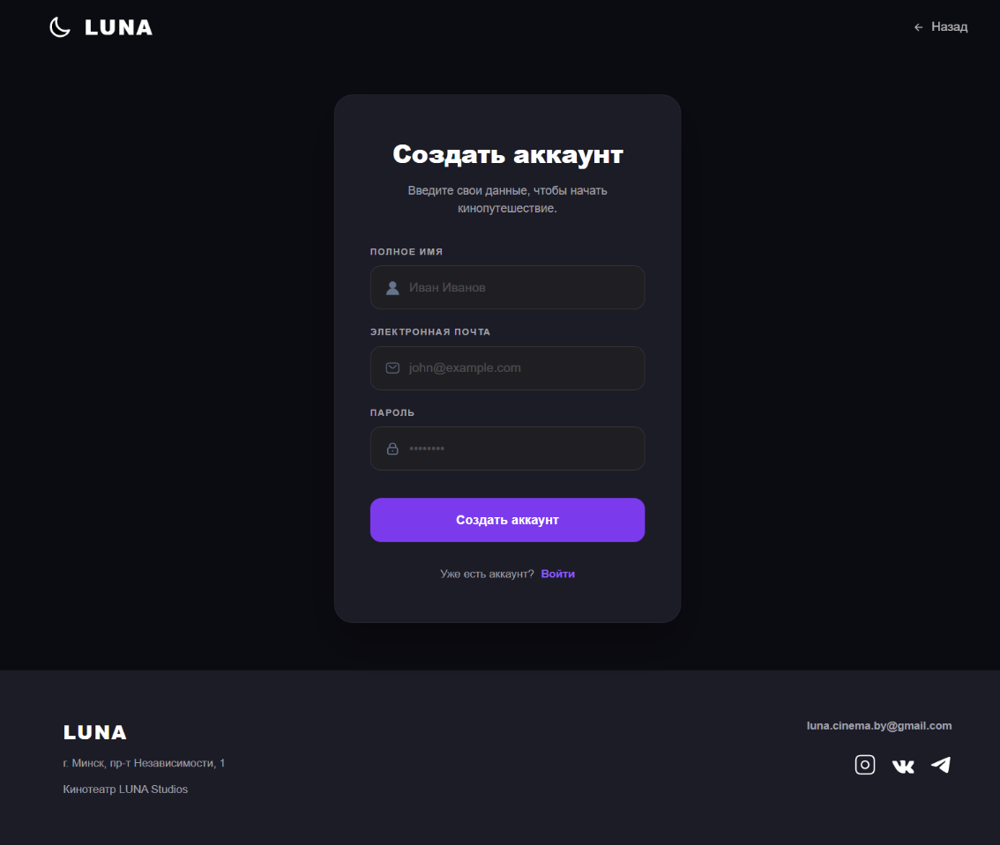 LUNA
Назад
Создать аккаунт
Введите свои данные, чтобы начать
кинопутешествие.
ПОЛНОЕ ИМЯ
Иван Иванов
ЭЛЕКТРОННАЯ ПОЧТА
john@example.com
ПАРОЛЬ
••••••••
Создать аккаунт
Уже есть аккаунт? Войти
LUNA
г. Минск, пр-т Независимости, 1
Кинотеатр LUNA Studios
luna.cinema.by@gmail.com